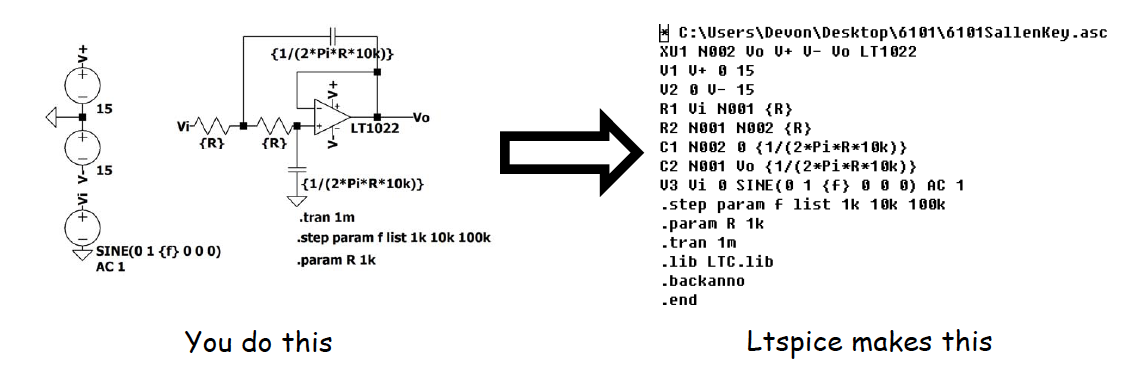 V+
15
15
V-
Vi
SINE(0 1 {f} 0 0 0)
AC 1
{1/(2*Pi*R*10k)}
V+
LT1022
Vo
V-
Vi
{R}
{R}
{1/(2*Pi*R*10k)}
.tran 1m
.step param f list 1k 10k 100k
.param R 1k
* C:\Users\Devon\Desktop\6101\6101SallenKey.asc
XU1 N002 Vo V+ V- Vo LT1022
V1 V+ 0 15
V2 0 V- 15
R1 Vi N001 {R}
R2 N001 N002 {R}
C1 N002 0 {1/(2*Pi*R*10k)}
C2 N001 Vo {1/(2*Pi*R*10k)}
V3 Vi 0 SINE(0 1 {f} 0 0 0) AC 1
.step param f list 1k 10k 100k
.param R 1k
.tran 1m
.lib LTC.lib
.backanno
.end
You do this
Ltspice makes this